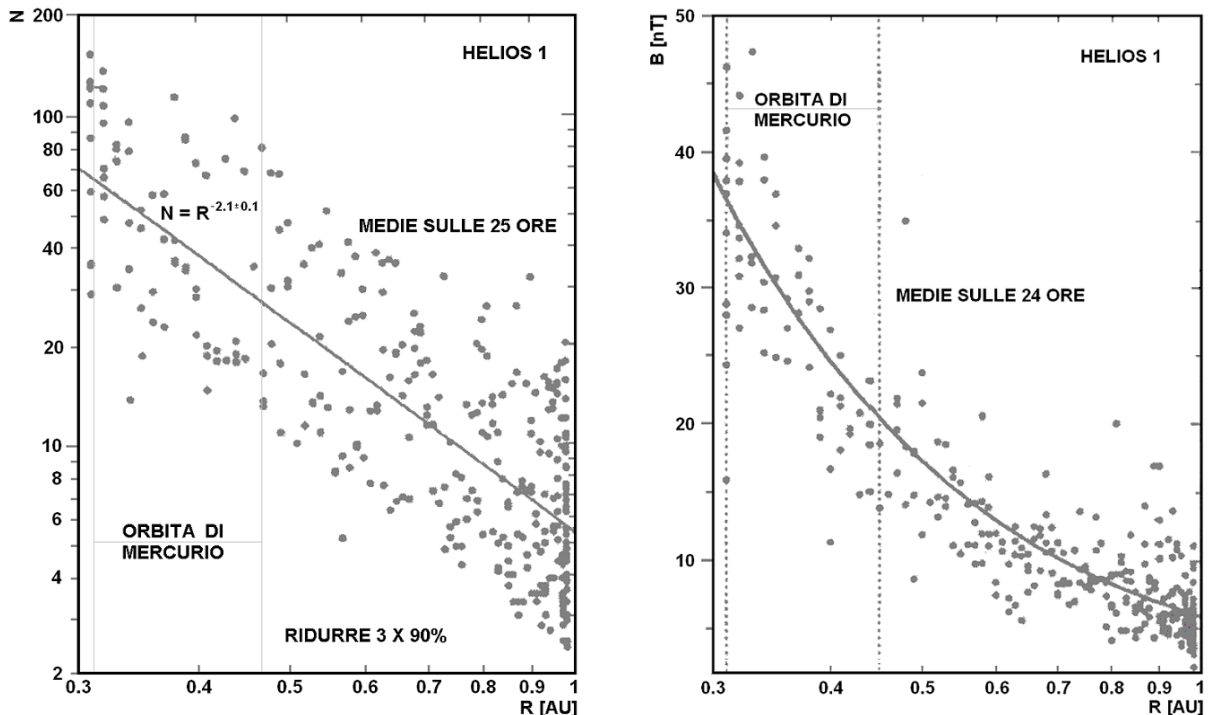 N
200
100
80
60
40
20
10
8
6
4
2
HELIOS 1
N = R-2.1±0.1
MEDIE SULLE 25 ORE
ORBITA DI
MERCURIO
RIDURRE 3 X 90%
0.3 0.4 0.5 0.6 0.7 0.8 0.9 1
R [AU]
B [nT]
50
40
30
20
10
HELIOS 1
ORBITA DI
MERCURIO
MEDIE SULLE 24 ORE
0.3 0.4 0.5 0.6 0.7 0.8 0.9 1
R [AU]